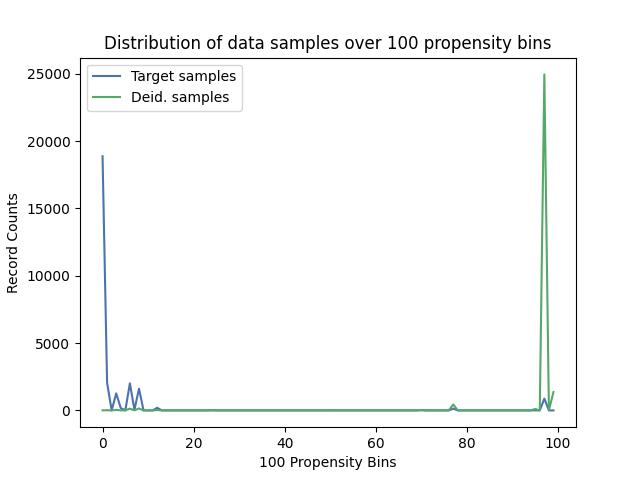 Distribution of data samples over 100 propensity bins
Target samples
Deid. samples
25000
20000
15000
10000
5000
0
Record Counts
0 20 40 60 80 100
100 Propensity Bins